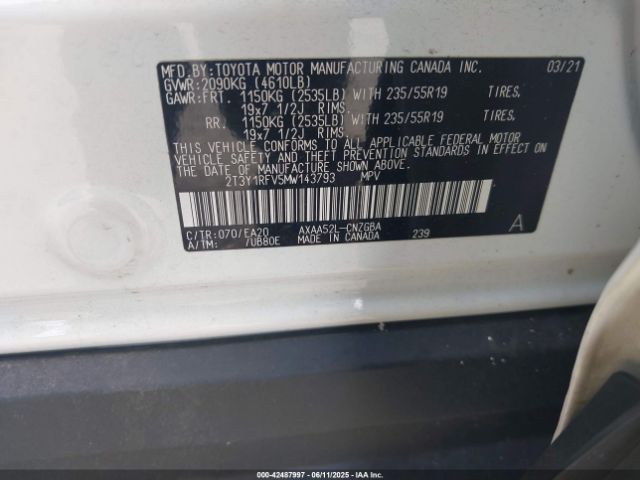 MFD.BY:TOYOTA MOTOR MANUFACTURING CANADA INC. 03/21
GVWR:2090KG (4610LB)
GAWR:FRT. 1150KG (2535LB) WITH 235/55R19 TIRES,
19x7 1/2J RIMS.
RR. 1150KG (2535LB) WITH 235/55R19 TIRES,
19x7 1/2J RIMS.
THIS VEHICLE CONFORMS TO ALL APPLICABLE FEDERAL MOTOR
VEHICLE SAFETY AND THEFT PREVENTION STANDARDS IN EFFECT ON
THE DATE OF MANUFACTURE SHOWN ABOVE.
2T3Y1RFV5MW143793 MPV
C/TR:070/EA20 AXAA52L-CNZGBA A
A/TM: /UB80E MADE IN CANADA 239
000-42487997 - 06/11/2025 - IAAI.COM